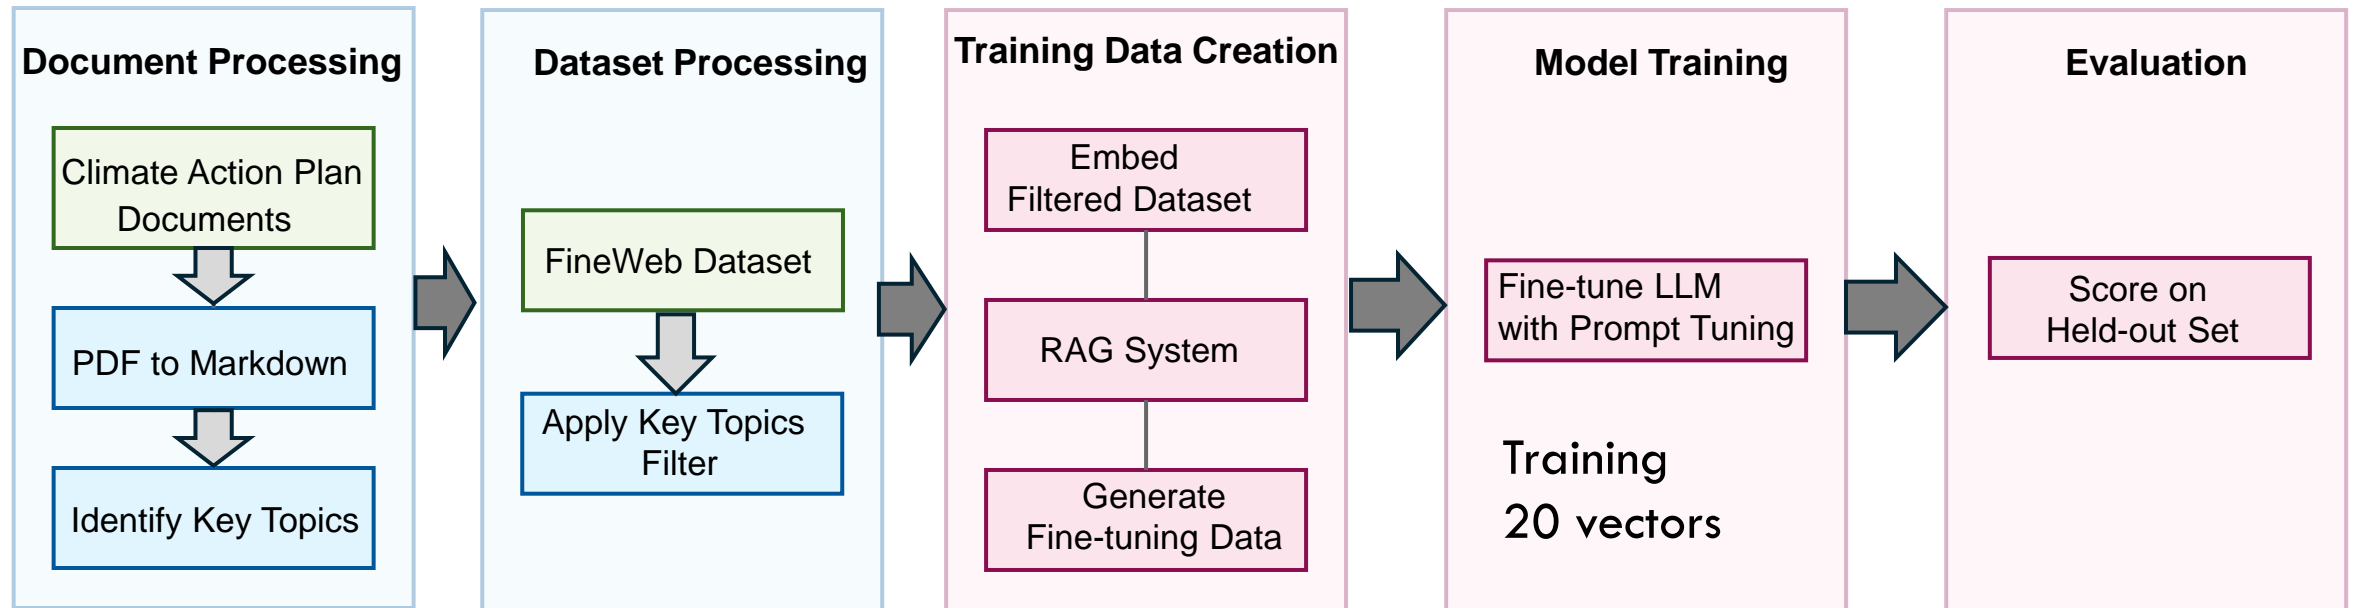 Document Processing
Climate Action Plan
Documents
PDF to Markdown
Identify Key Topics
Dataset Processing
FineWeb Dataset
Apply Key Topics
Filter
Training Data Creation
Embed
Filtered Dataset
RAG System
Generate
Fine-tuning Data
Model Training
Fine-tune LLM
with Prompt Tuning
Training
20 vectors
Evaluation
Score on
Held-out Set